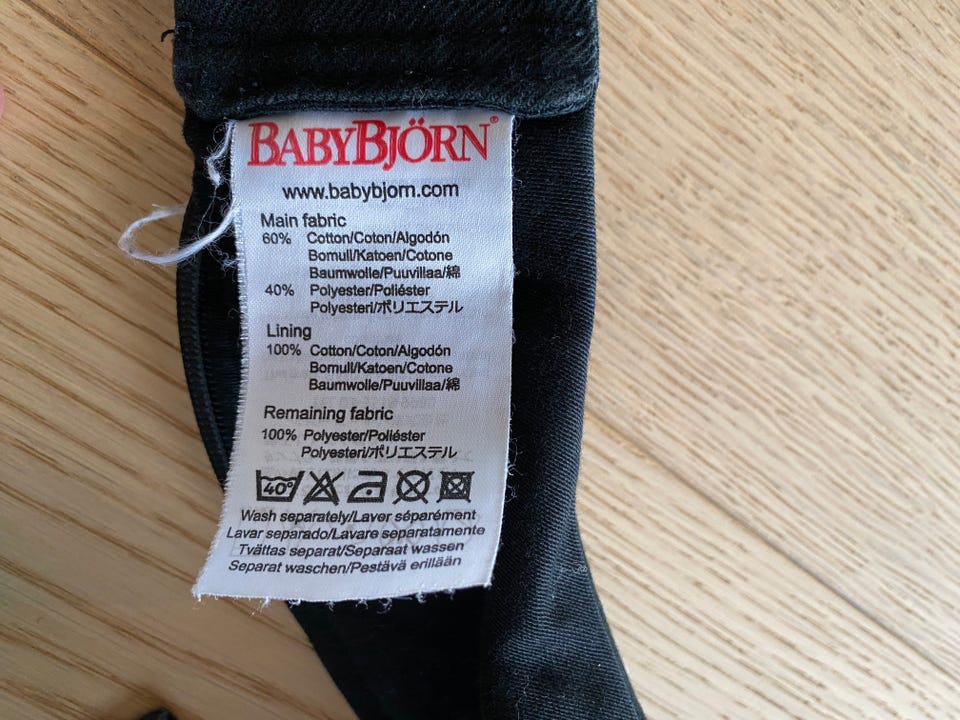 BABYBJÖRN®
www.babybjorn.com
Main fabric
60% Cotton/Coton/Algodón
Bomull/Katoen/Cotone
Baumwolle/Puuvillaa/綿
40% Polyester/Poliéster
Polyesteri/ポリエステル
Lining
100% Cotton/Coton/Algodón
Bomull/Katoen/Cotone
Baumwolle/Puuvillaa/綿
Remaining fabric
100% Polyester/Poliéster
Polyesteri/ポリエステル
40°
Wash separately/Laver séparément
Lavar separado/Lavare separatamente
Tvättas separat/Separaat wassen
Separat waschen/Pestävä erillään